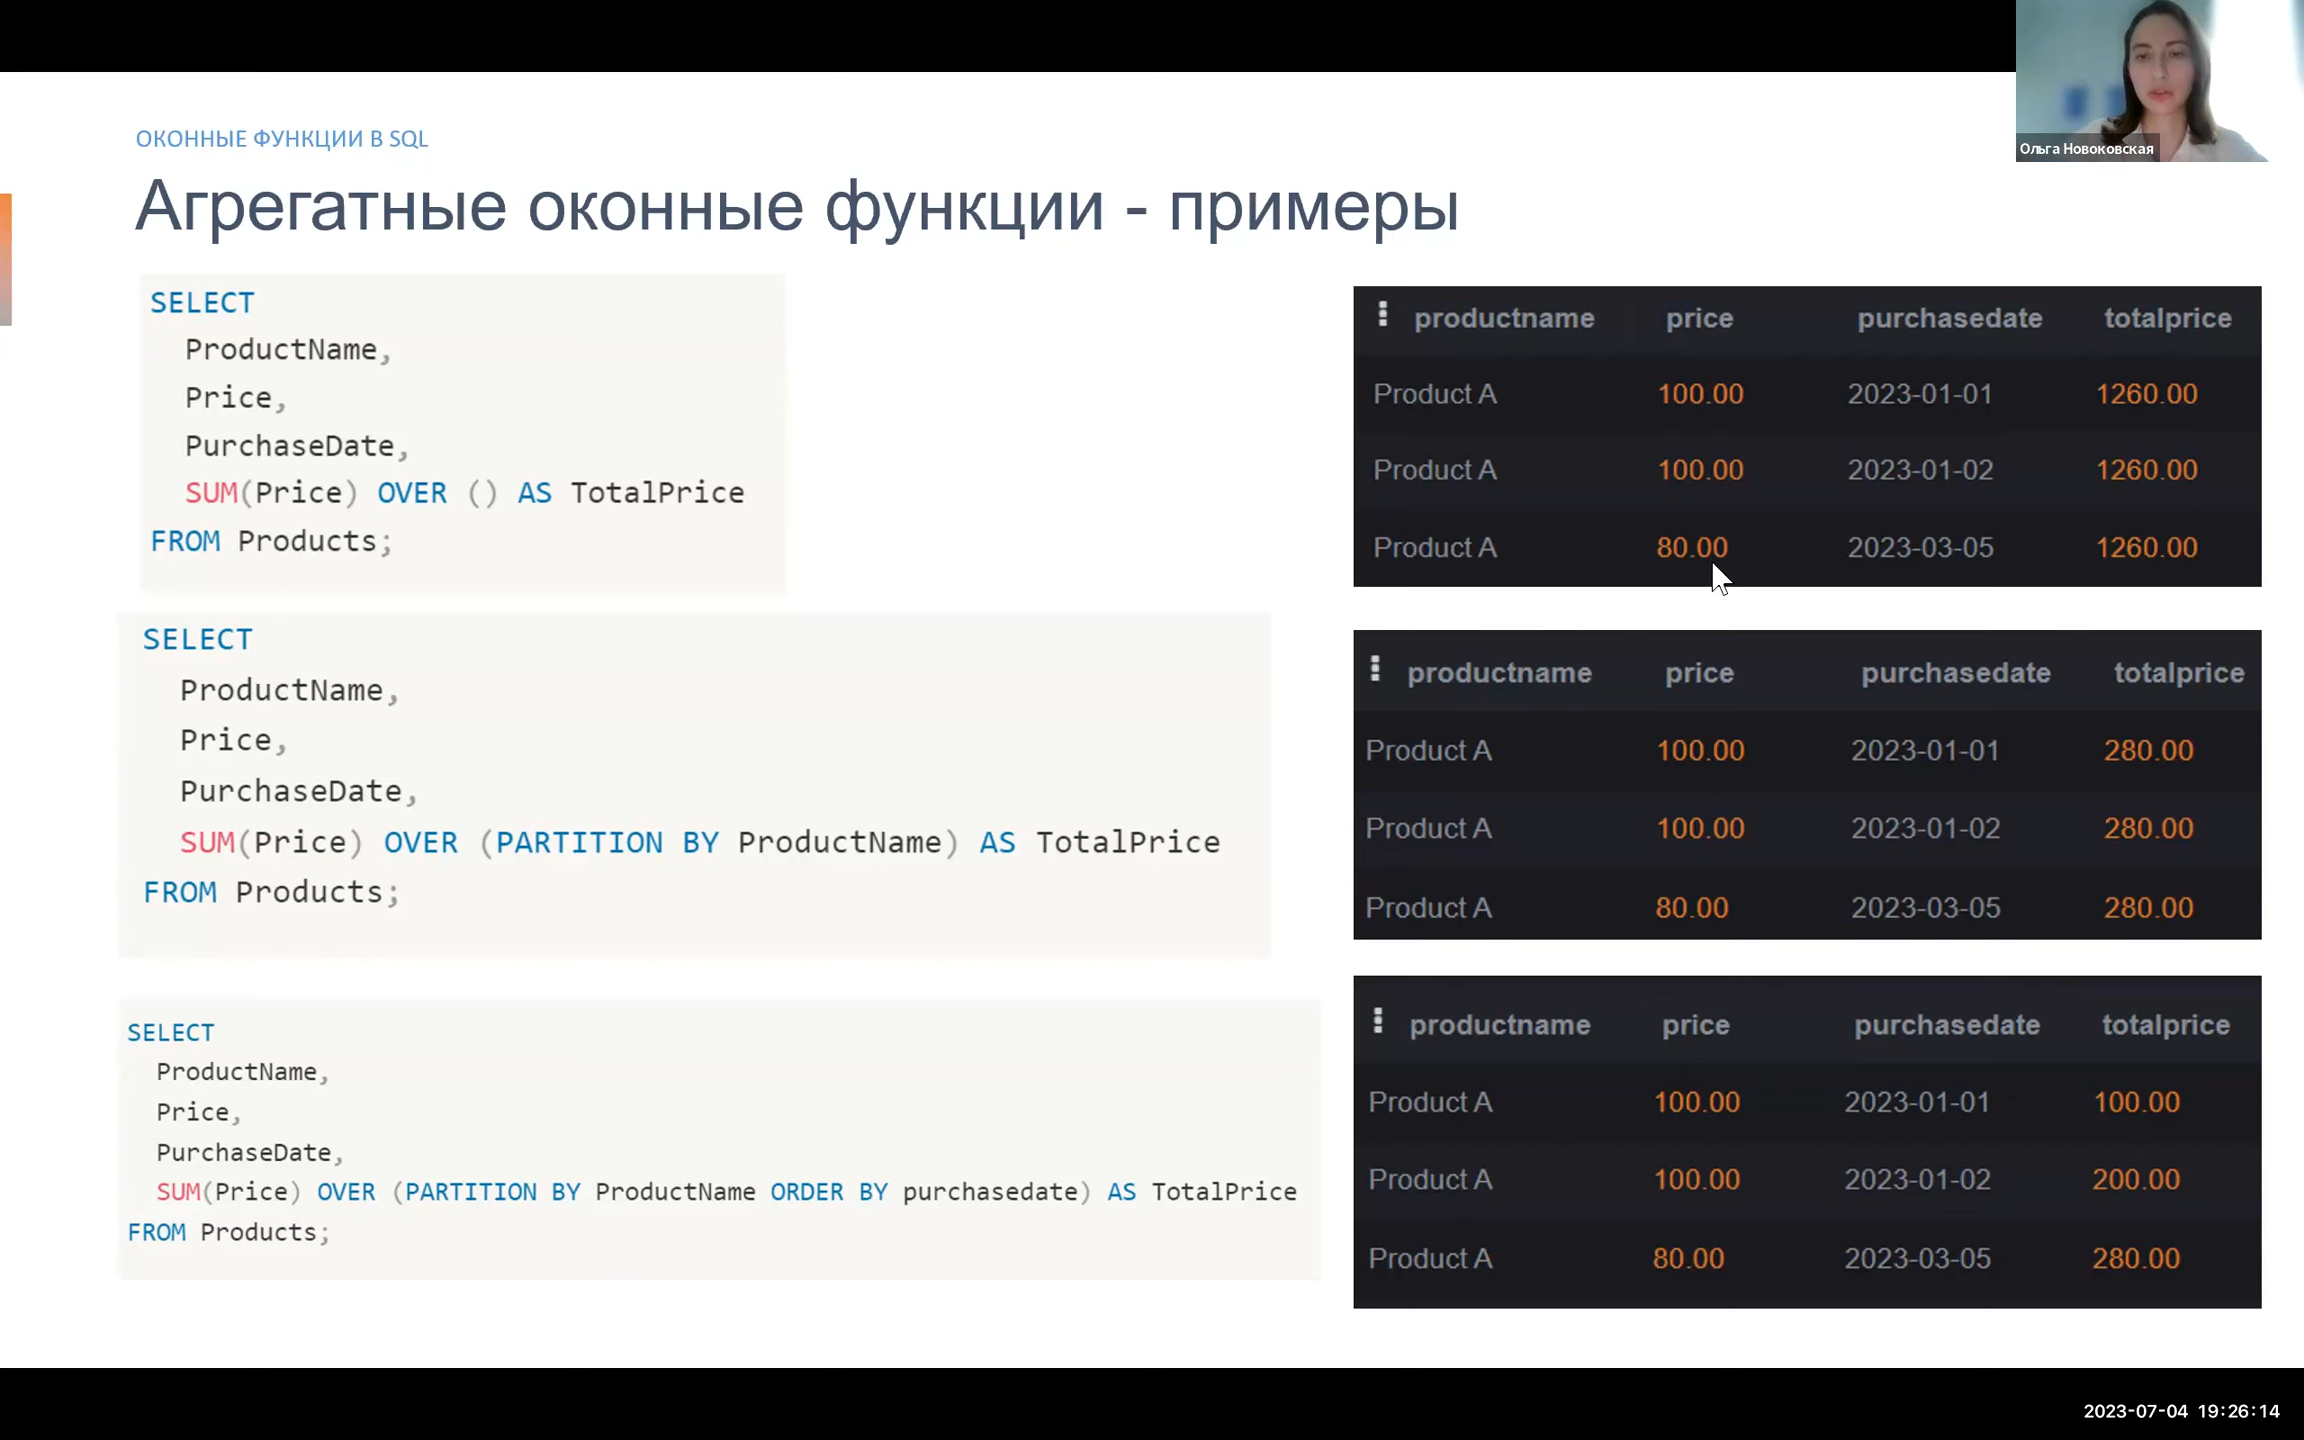 Ольга Новоковская
ОКОННЫЕ ФУНКЦИИ В SQL
Агрегатные оконные функции - примеры
SELECT
ProductName,
Price,
PurchaseDate,
SUM(Price) OVER () AS TotalPrice
FROM Products;
productname price purchasedate totalprice
Product A 100.00 2023-01-01 1260.00
Product A 100.00 2023-01-02 1260.00
Product A 80.00 2023-03-05 1260.00
SELECT
ProductName,
Price,
PurchaseDate,
SUM(Price) OVER (PARTITION BY ProductName) AS TotalPrice
FROM Products;
productname price purchasedate totalprice
Product A 100.00 2023-01-01 280.00
Product A 100.00 2023-01-02 280.00
Product A 80.00 2023-03-05 280.00
SELECT
ProductName,
Price,
PurchaseDate,
SUM(Price) OVER (PARTITION BY ProductName ORDER BY purchasedate) AS TotalPrice
FROM Products;
productname price purchasedate totalprice
Product A 100.00 2023-01-01 100.00
Product A 100.00 2023-01-02 200.00
Product A 80.00 2023-03-05 280.00
2023-07-04 19:26:14